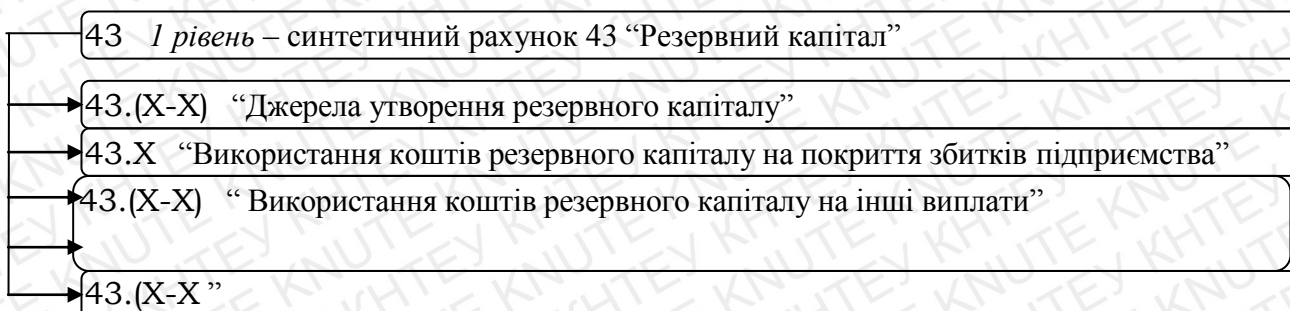 43 1 рівень – синтетичний рахунок 43 “Резервний капітал”
43.(X-X) “Джерела утворення резервного капіталу”
43.X “Використання коштів резервного капіталу на покриття збитків підприємства”
43.(X-X) “ Використання коштів резервного капіталу на інші виплати”
43.(X-X ”